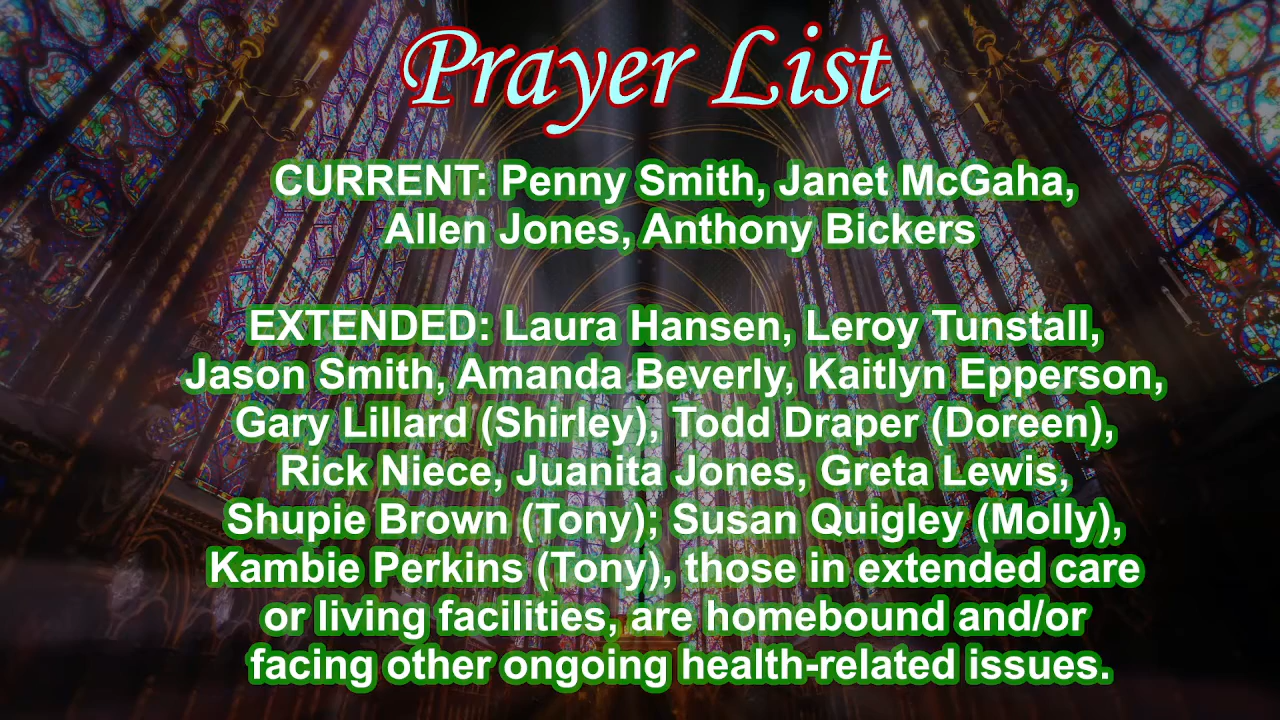 Prayer List
CURRENT: Penny Smith, Janet McGaha,
Allen Jones, Anthony Bickers
EXTENDED: Laura Hansen, Leroy Tunstall,
Jason Smith, Amanda Beverly, Kaitlyn Epperson,
Gary Lillard (Shirley), Todd Draper (Doreen),
Rick Niece, Juanita Jones, Greta Lewis,
Shupie Brown (Tony); Susan Quigley (Molly),
Kambie Perkins (Tony), those in extended care
or living facilities, are homebound and/or
facing other ongoing health-related issues.